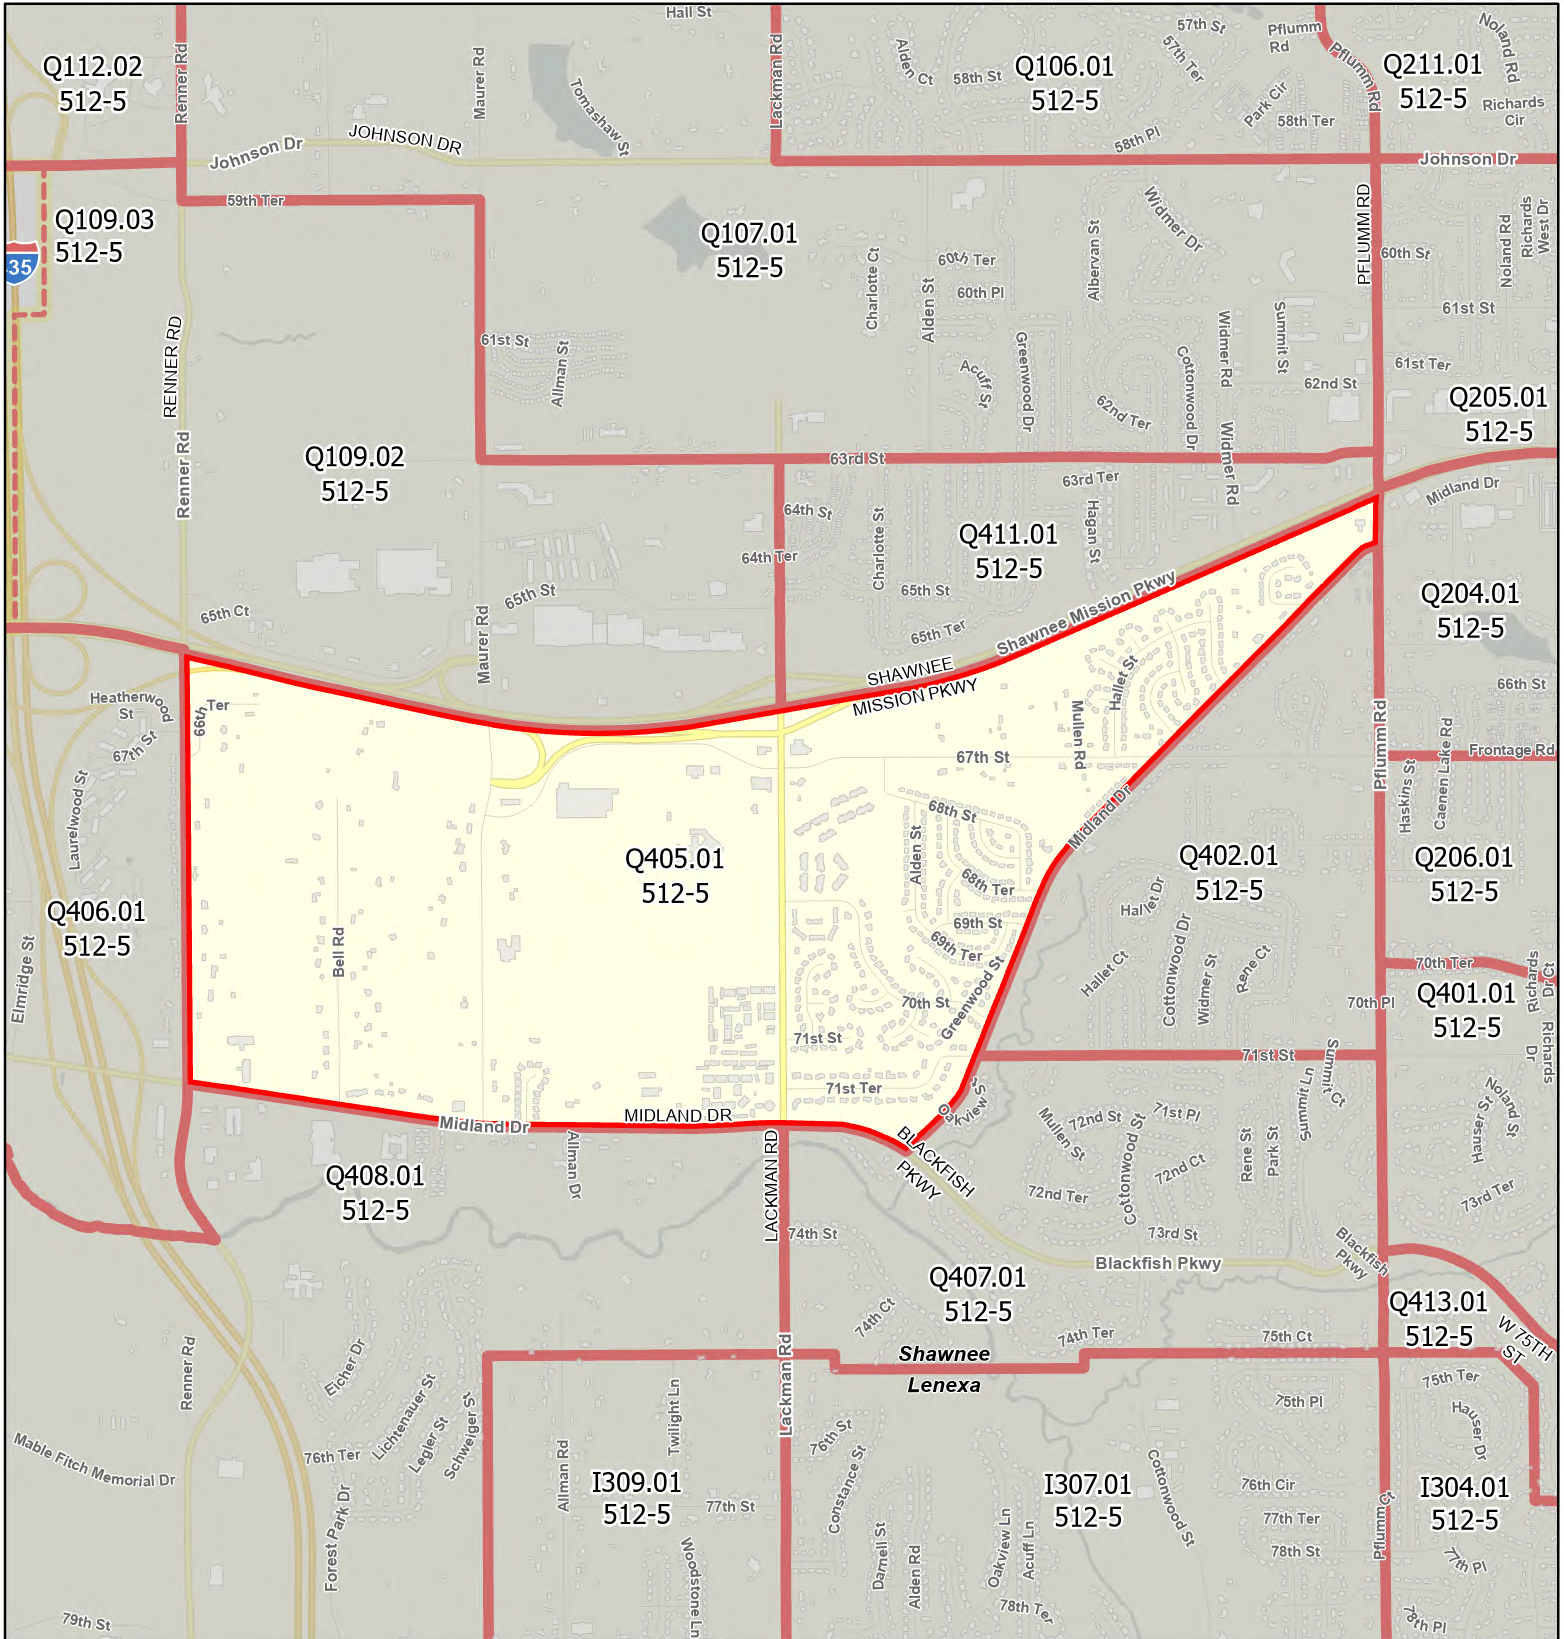 Hall St
57th St
Pflumm
Rd
Noland Rd
Q112.02
512-5
Renner Rd
Maurer Rd
Tomashaw St
Lackman Rd
Alden Ct
58th St
57th Ter
Q106.01
512-5
Park Cir
58th Ter
58th Pl
Pflumm Rd
Q211.01
512-5
Richards
Cir
Johnson Dr
JOHNSON DR
Johnson Dr
59th Ter
Q109.03
512-5
35
Q107.01
512-5
Charlotte Ct
60th Ter
60th Pl
Alden St
Albervan St
Widmer Dr
PFLUMM RD
60th St
Noland Rd
Richards
West Dr
61st St
RENNER RD
Renner Rd
61st St
Allman St
Acuff St
Greenwood Dr
62nd Ter
Cottonwood Dr
Widmer Rd
Summit St
62nd St
61st Ter
Q205.01
512-5
Q109.02
512-5
63rd St
63rd Ter
Widmer Rd
Midland Dr
64th St
64th Ter
Charlotte St
Q411.01
512-5
Hagan St
65th St
65th Ter
Q204.01
512-5
65th Ct
65th St
Maurer Rd
Shawnee Mission Pkwy
SHAWNEE
MISSION PKWY
Heatherwood
St
66th Ter
67th St
Laurelwood St
Hallet St
Mullen Rd
67th St
Pflumm Rd
66th St
Frontage Rd
Haskins St
Caenen Lake Rd
Q405.01
512-5
68th St
Alden St
68th Ter
Midland Dr
Q402.01
512-5
Q206.01
512-5
Q406.01
512-5
Elmridge St
Bell Rd
69th St
69th Ter
70th St
Greenwood St
Hallet Dr
Hallet Ct
Cottonwood Dr
Widmer St
Rene Ct
70th Pl
70th Ter
Q401.01
512-5
Richards
Dr Ct
Richards
Dr
71st St
71st Ter
71st St
Midland Dr
MIDLAND DR
LACKMAN RD
Allman Dr
Oakview St
BLACKFISH
PKWY
Mullen St
72nd St
71st Pl
Cottonwood St
72nd Ct
72nd Ter
73rd St
Rene St
Park St
Summit Ln
Summit Ct
Noland St
Hauser St
73rd Ter
Q408.01
512-5
74th St
Blackfish Pkwy
Blackfish
Pkwy
Q407.01
512-5
74th Ct
74th Ter
75th Ct
Q413.01
512-5
W 75TH
ST
Shawnee
Lenexa
Renner Rd
Eicher Dr
Lichtenauer St
Legler St
Schweiger St
Lackman Rd
Twilight Ln
75th Ter
75th Pl
Hauser Dr
Mable Fitch Memorial Dr
76th Ter
Forest Park Dr
Allman Rd
I309.01
512-5
77th St
Woodstone Ln
76th St
Constance St
Darnell St
Alden Rd
Oakview Ln
Acuff Ln
I307.01
512-5
Cottonwood St
76th Cir
77th Ter
78th St
Pflumm Ct
I304.01
512-5
77th Pl
78th Ter
78th Pl
79th St